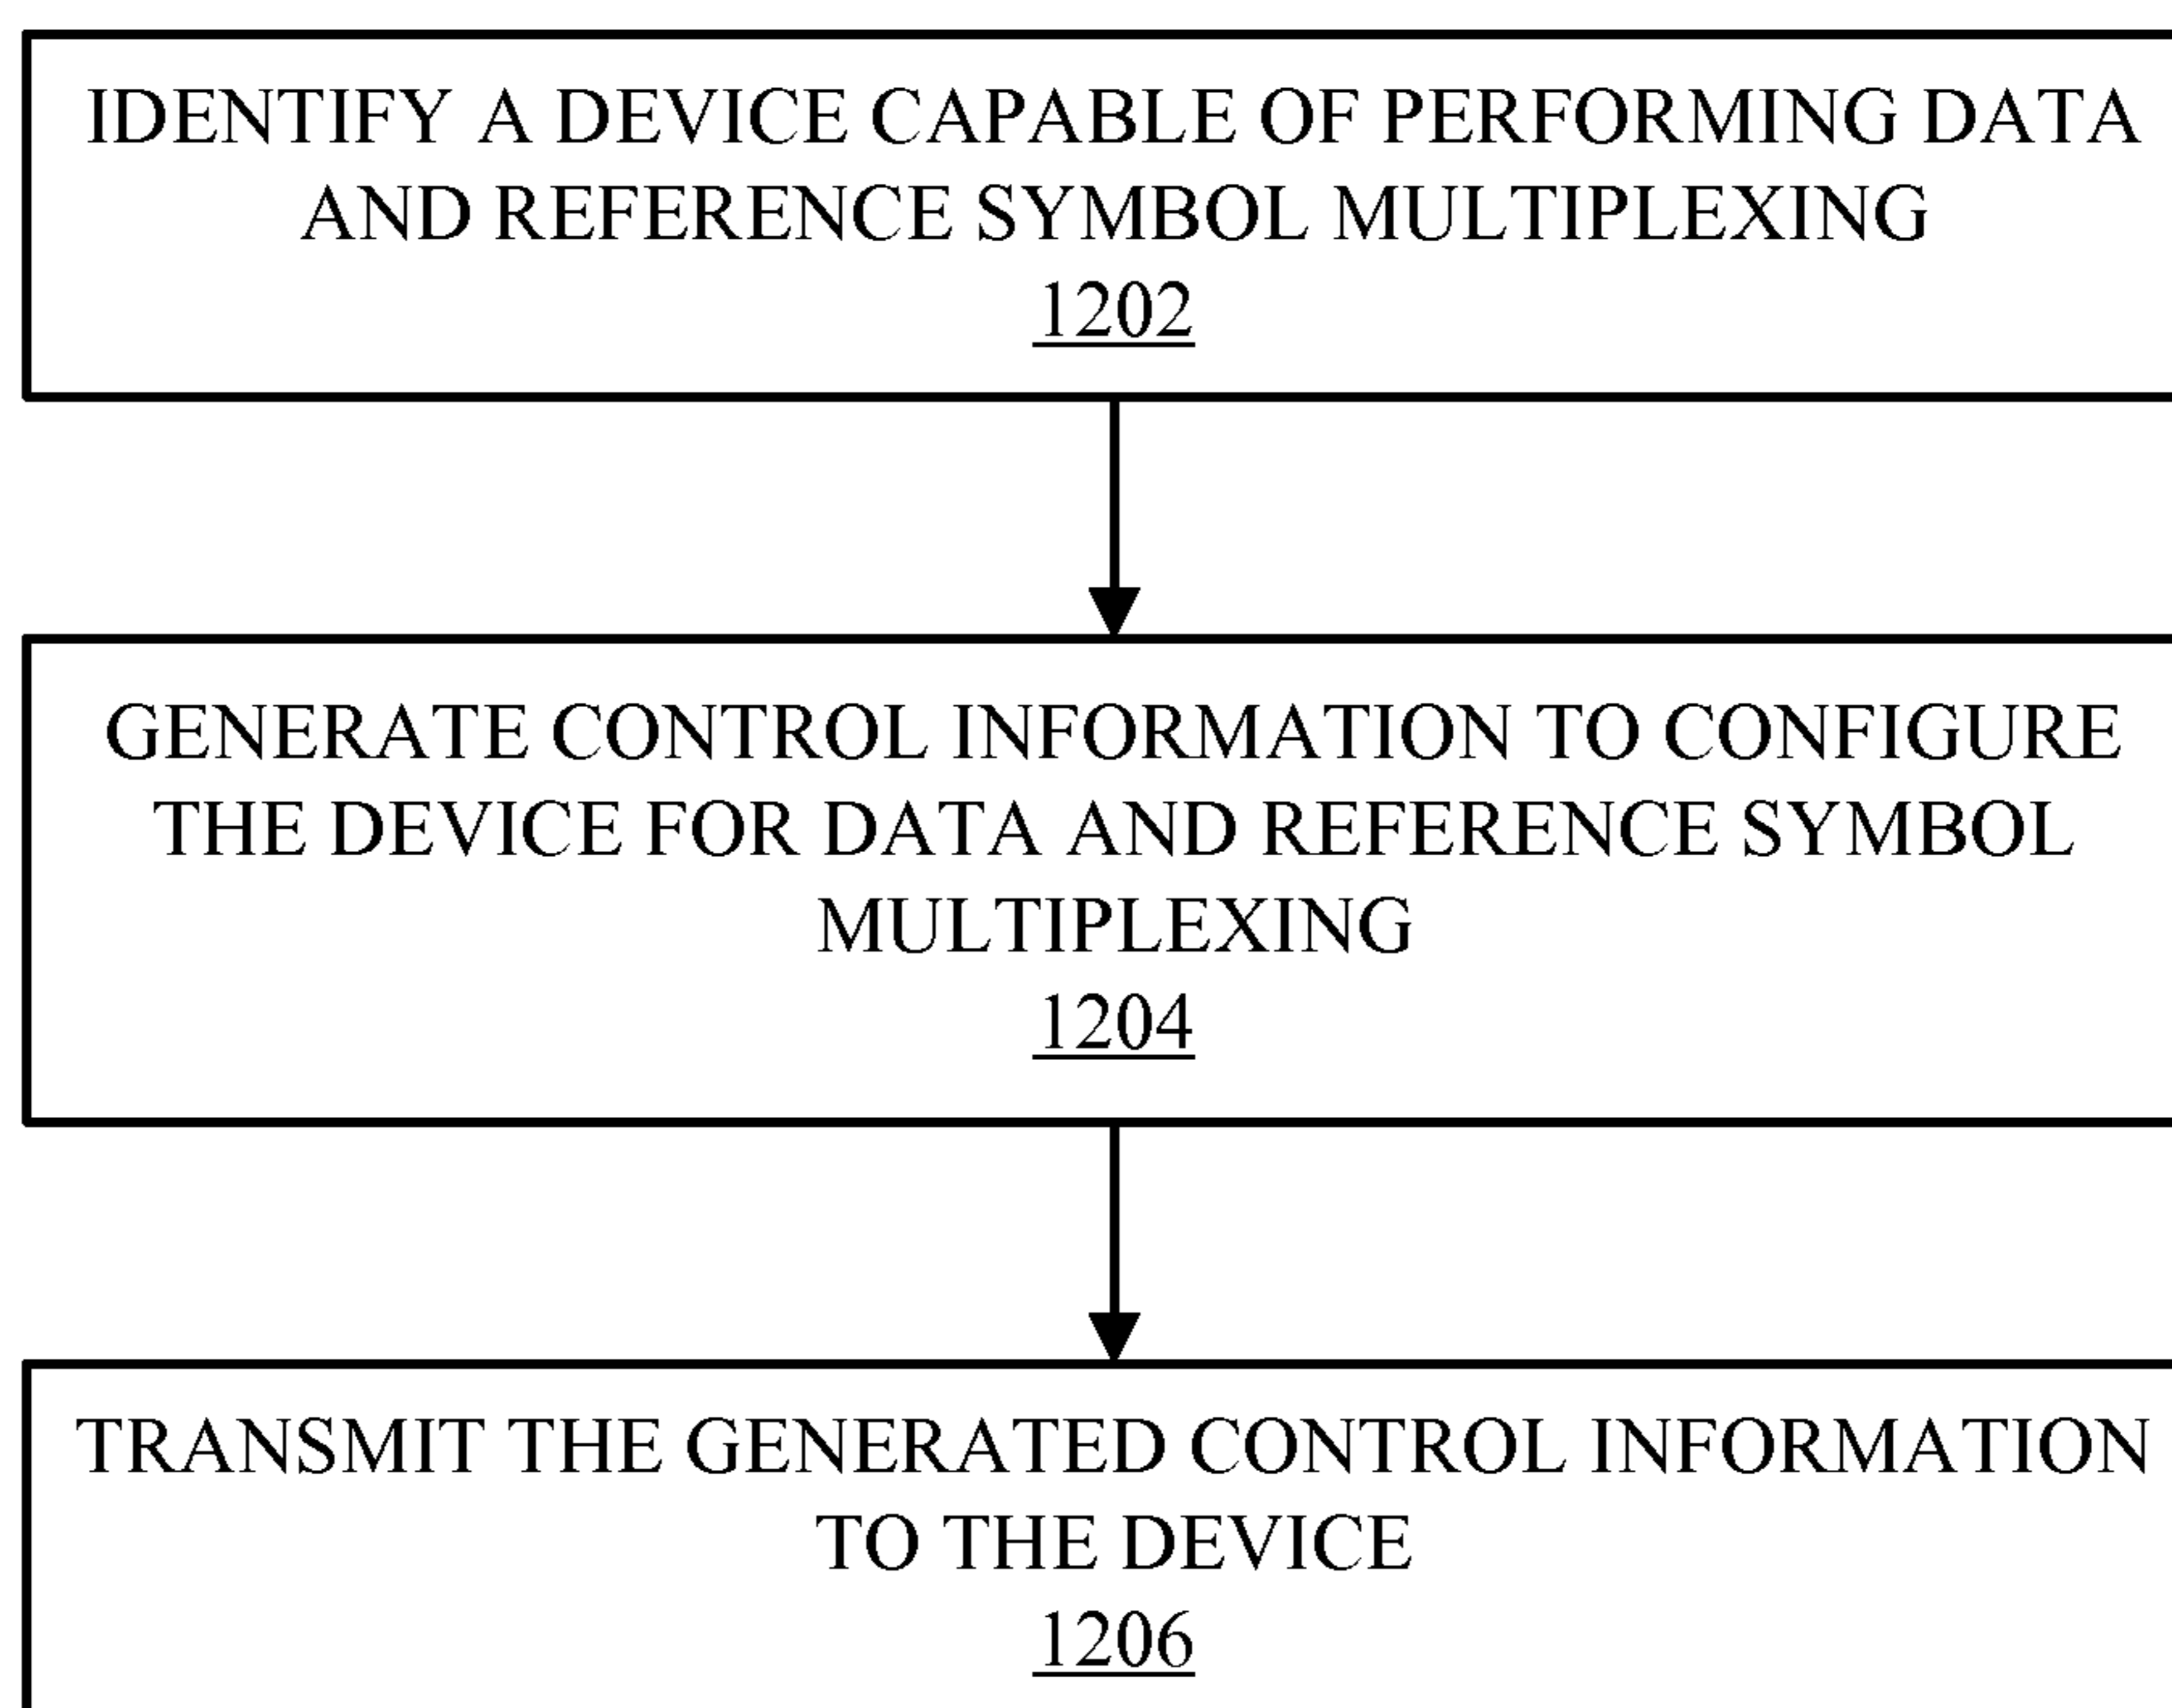 IDENTIFY A DEVICE CAPABLE OF PERFORMING DATA
AND REFERENCE SYMBOL MULTIPLEXING
1202
GENERATE CONTROL INFORMATION TO CONFIGURE
THE DEVICE FOR DATA AND REFERENCE SYMBOL
MULTIPLEXING
1204
TRANSMIT THE GENERATED CONTROL INFORMATION
TO THE DEVICE
1206